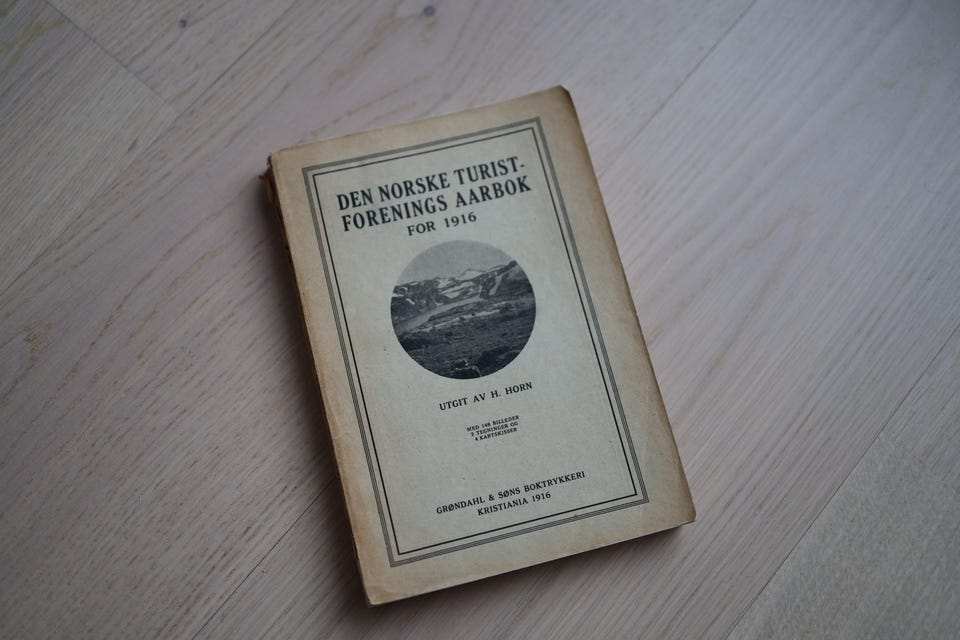 DEN NORSKE TURIST-
FORENINGS AARBOK
FOR 1916
UTGIT AV H. HORN
MED 148 BILLEDER
2 TEGNINGER OG
4 KARTSKISSER
GRØNDAHL & SØNS BOKTRYKKERI
KRISTIANIA 1916